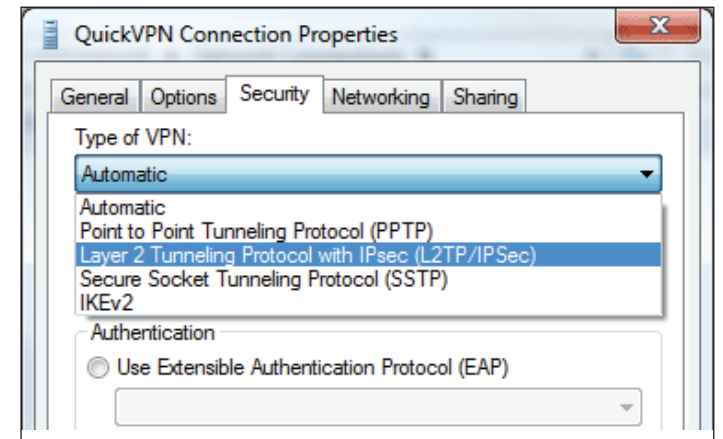 QuickVPN Connection Properties
General Options Security Networking Sharing
Type of VPN:
Automatic
Automatic
Point to Point Tunneling Protocol (PPTP)
Layer 2 Tunneling Protocol with IPsec (L2TP/IPSec)
Secure Socket Tunneling Protocol (SSTP)
IKEv2
Authentication
Use Extensible Authentication Protocol (EAP)